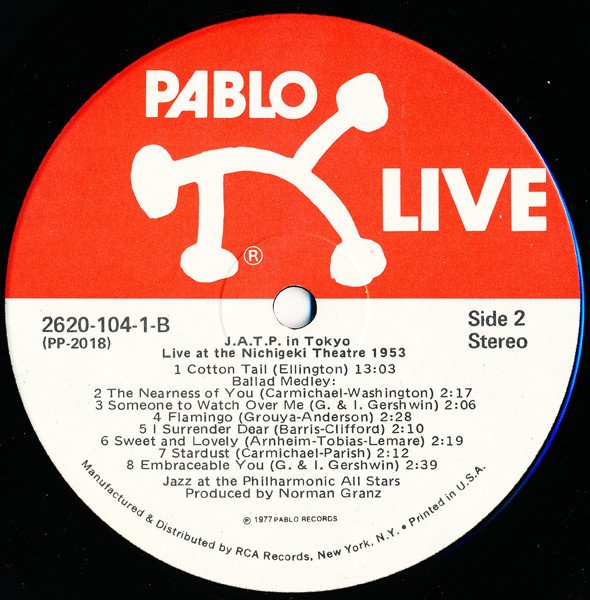 PABLO
LIVE
®
2620-104-1-B
(PP-2018)
Side 2
Stereo
J.A.T.P. in Tokyo
Live at the Nichigeki Theatre 1953
1 Cotton Tail (Ellington) 13:03
Ballad Medley:
2 The Nearness of You (Carmichael-Washington) 2:17
3 Someone to Watch Over Me (G. & I. Gershwin) 2:06
4 Flamingo (Grouya-Anderson) 2:28
5 I Surrender Dear (Barris-Clifford) 2:10
6 Sweet and Lovely (Arnheim-Tobias-Lemare) 2:19
7 Stardust (Carmichael-Parish) 2:12
8 Embraceable You (G. & I. Gershwin) 2:39
Jazz at the Philharmonic All Stars
Produced by Norman Granz
℗ 1977 PABLO RECORDS
Manufactured & Distributed by RCA Records, New York, N.Y. • Printed in U.S.A.